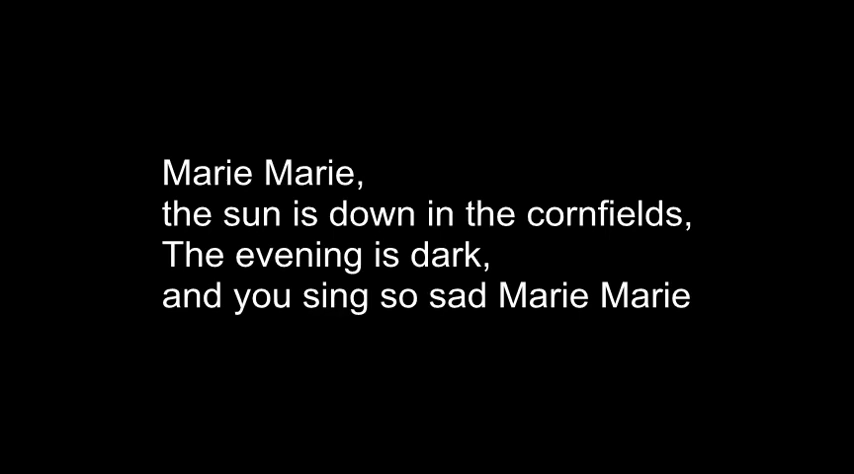 Marie Marie,
the sun is down in the cornfields,
The evening is dark,
and you sing so sad Marie Marie